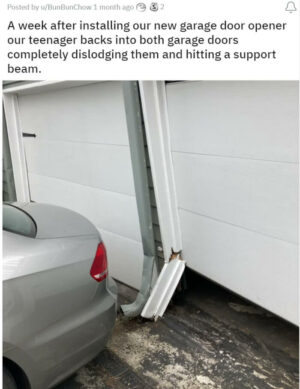 Posted by u/BunBunChow 1 month ago 2
A week after installing our new garage door opener
our teenager backs into both garage doors
completely dislodging them and hitting a support
beam.